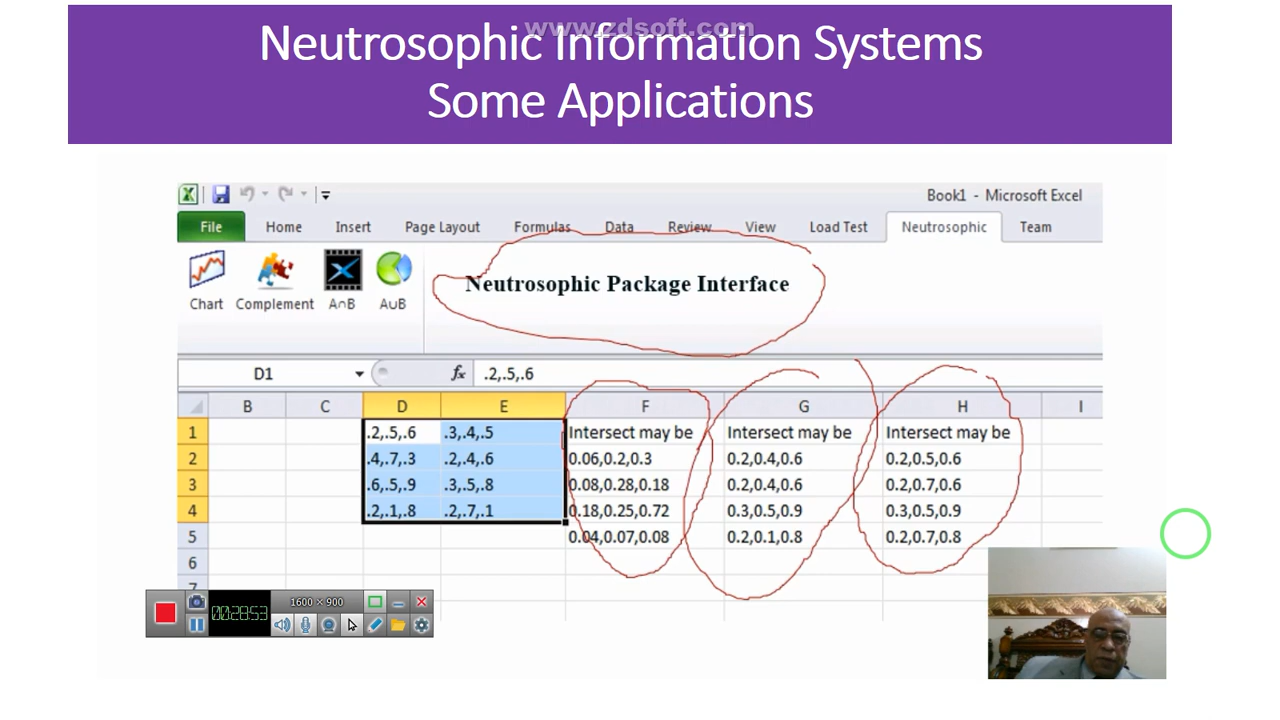 www.zdsoft.com
Neutrosophic Information Systems
Some Applications
Book1 - Microsoft Excel
File Home Insert Page Layout Formulas Data Review View Load Test Neutrosophic Team
Chart Complement A∩B A∪B
Neutrosophic Package Interface
D1 fx .2,.5,.6
B C D E F G H I
1 .2,.5,.6 .3,.4,.5 Intersect may be Intersect may be Intersect may be
2 .4,.7,.3 .2,.4,.6 0.06,0.2,0.3 0.2,0.4,0.6 0.2,0.5,0.6
3 .6,.5,.9 .3,.5,.8 0.08,0.28,0.18 0.2,0.4,0.6 0.2,0.7,0.6
4 .2,.1,.8 .2,.7,.1 0.18,0.25,0.72 0.3,0.5,0.9 0.3,0.5,0.9
5 0.04,0.07,0.08 0.2,0.1,0.8 0.2,0.7,0.8
6
7
1600 × 900
00:28:53